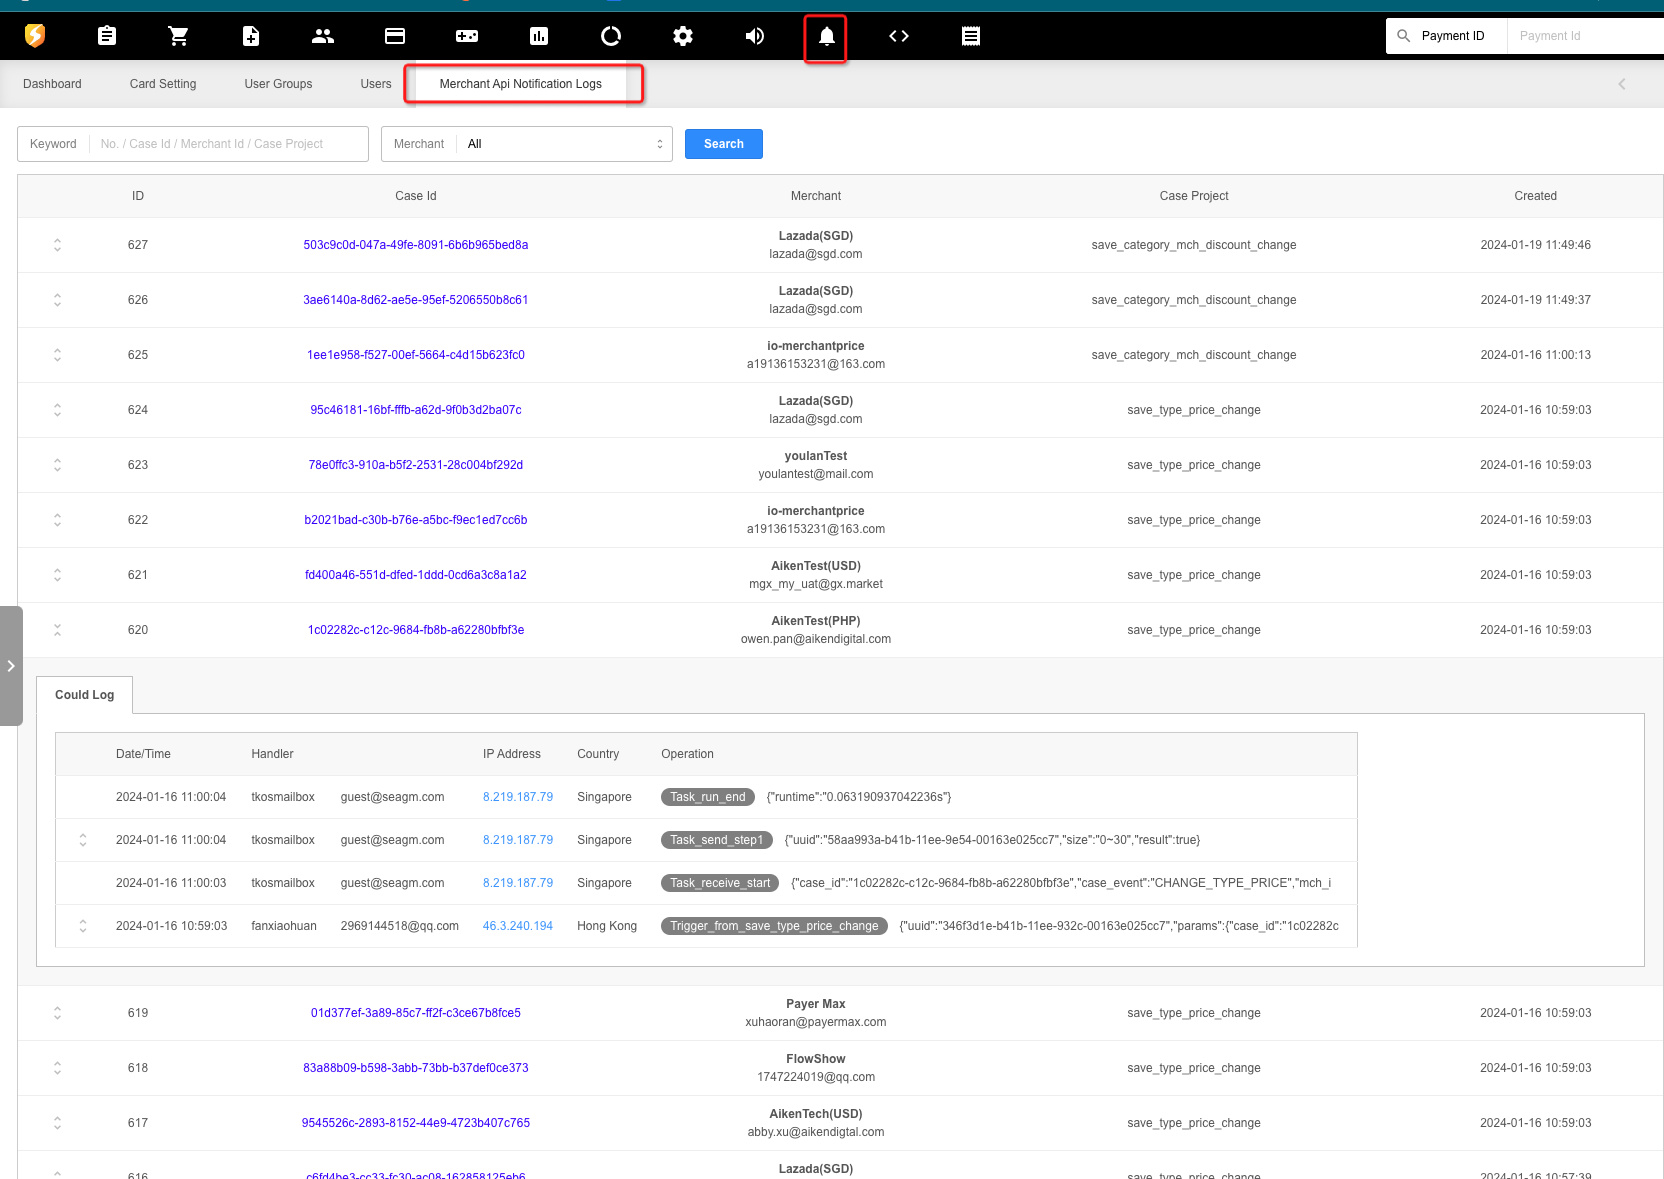 Payment ID Payment Id
Dashboard Card Setting User Groups Users Merchant Api Notification Logs
Keyword No. / Case Id / Merchant Id / Case Project Merchant All Search
ID Case Id Merchant Case Project Created
627 503c9c0d-047a-49fe-8091-6b6b965bed8a Lazada(SGD) save_category_mch_discount_change 2024-01-19 11:49:46
lazada@sgd.com
626 3ae6140a-8d62-ae5e-95ef-5206550b8c61 Lazada(SGD) save_category_mch_discount_change 2024-01-19 11:49:37
lazada@sgd.com
625 1ee1e958-f527-00ef-5664-c4d15b623fc0 io-merchantprice save_category_mch_discount_change 2024-01-16 11:00:13
a19136153231@163.com
624 95c46181-16bf-fffb-a62d-9f0b3d2ba07c Lazada(SGD) save_type_price_change 2024-01-16 10:59:03
lazada@sgd.com
623 78e0ffc3-910a-b5f2-2531-28c004bf292d youlanTest save_type_price_change 2024-01-16 10:59:03
youlantest@mail.com
622 b2021bad-c30b-b76e-a5bc-f9ec1ed7cc6b io-merchantprice save_type_price_change 2024-01-16 10:59:03
a19136153231@163.com
621 fd400a46-551d-dfed-1ddd-0cd6a3c8a1a2 AikenTest(USD) save_type_price_change 2024-01-16 10:59:03
mgx_my_uat@gx.market
620 1c02282c-c12c-9684-fb8b-a62280bfbf3e AikenTest(PHP) save_type_price_change 2024-01-16 10:59:03
owen.pan@aikendigital.com
Could Log
Date/Time Handler IP Address Country Operation
2024-01-16 11:00:04 tkosmailbox guest@seagm.com 8.219.187.79 Singapore Task_run_end {"runtime":"0.063190937042236s"}
2024-01-16 11:00:04 tkosmailbox guest@seagm.com 8.219.187.79 Singapore Task_send_step1 {"uuid":"58aa993a-b41b-11ee-9e54-00163e025cc7","size":"0~30","result":true}
2024-01-16 11:00:03 tkosmailbox guest@seagm.com 8.219.187.79 Singapore Task_receive_start {"case_id":"1c02282c-c12c-9684-fb8b-a62280bfbf3e","case_event":"CHANGE_TYPE_PRICE","mch_i
2024-01-16 10:59:03 fanxiaohuan 2969144518@qq.com 46.3.240.194 Hong Kong Trigger_from_save_type_price_change {"uuid":"346f3d1e-b41b-11ee-932c-00163e025cc7","params":{"case_id":"1c02282c
619 01d377ef-3a89-85c7-ff2f-c3ce67b8fce5 Payer Max save_type_price_change 2024-01-16 10:59:03
xuhaoran@payermax.com
618 83a88b09-b598-3abb-73bb-b37def0ce373 FlowShow save_type_price_change 2024-01-16 10:59:03
1747224019@qq.com
617 9545526c-2893-8152-44e9-4723b407c765 AikenTech(USD) save_type_price_change 2024-01-16 10:59:03
abby.xu@aikendigtal.com
616 c6fd4be3-cc33-fc30-ac08-162858125eb6 Lazada(SGD) save_type_price_change 2024-01-16 10:57:39